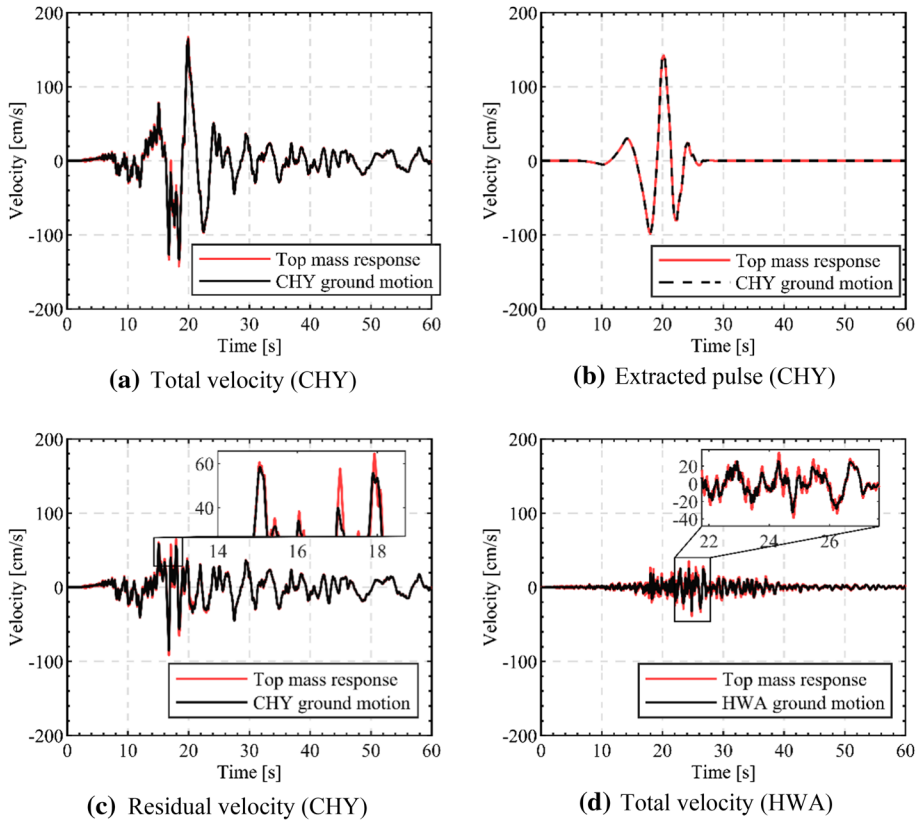 200
100
0
-100
-200
Velocity [cm/s]
Top mass response
CHY ground motion
0 10 20 30 40 50 60
Time [s]
(a) Total velocity (CHY)
200
100
0
-100
-200
Velocity [cm/s]
Top mass response
CHY ground motion
0 10 20 30 40 50 60
Time [s]
(b) Extracted pulse (CHY)
200
100
0
-100
-200
Velocity [cm/s]
60
40
14 16 18
Top mass response
CHY ground motion
0 10 20 30 40 50 60
Time [s]
(c) Residual velocity (CHY)
200
100
0
-100
-200
Velocity [cm/s]
20
0
-20
-40
22 24 26
Top mass response
HWA ground motion
0 10 20 30 40 50 60
Time [s]
(d) Total velocity (HWA)